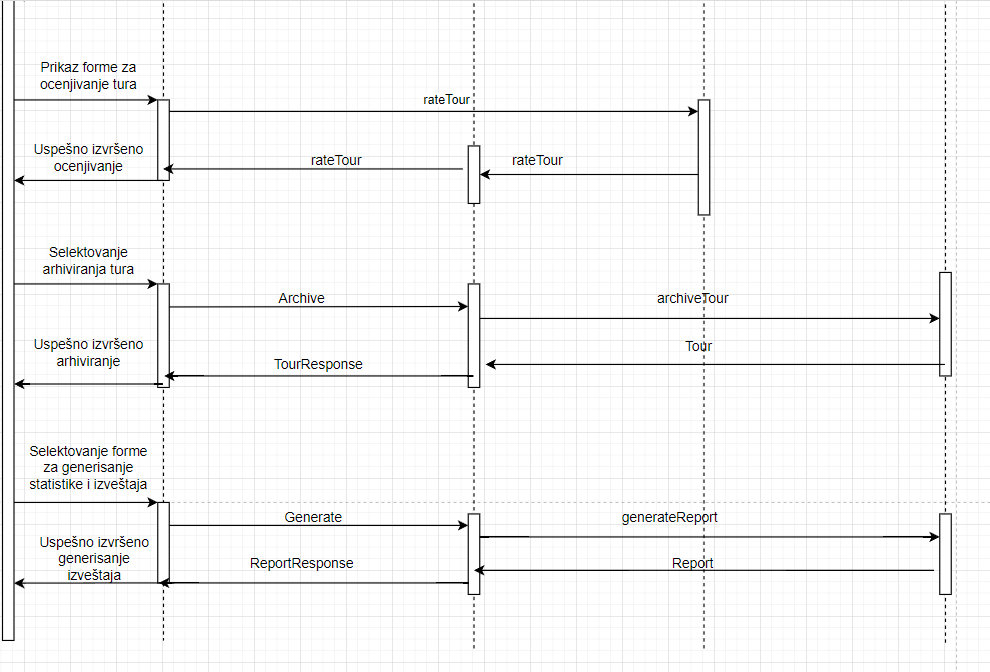 Prikaz forme za
ocenjivanje tura
rateTour
Uspešno izvršeno
ocenjivanje
rateTour
rateTour
Selektovanje
arhiviranja tura
Archive
archiveTour
Uspešno izvršeno
arhiviranje
TourResponse
Tour
Selektovanje forme
za generisanje
statistike i izveštaja
Generate
generateReport
Uspešno izvršeno
generisanje
izveštaja
ReportResponse
Report